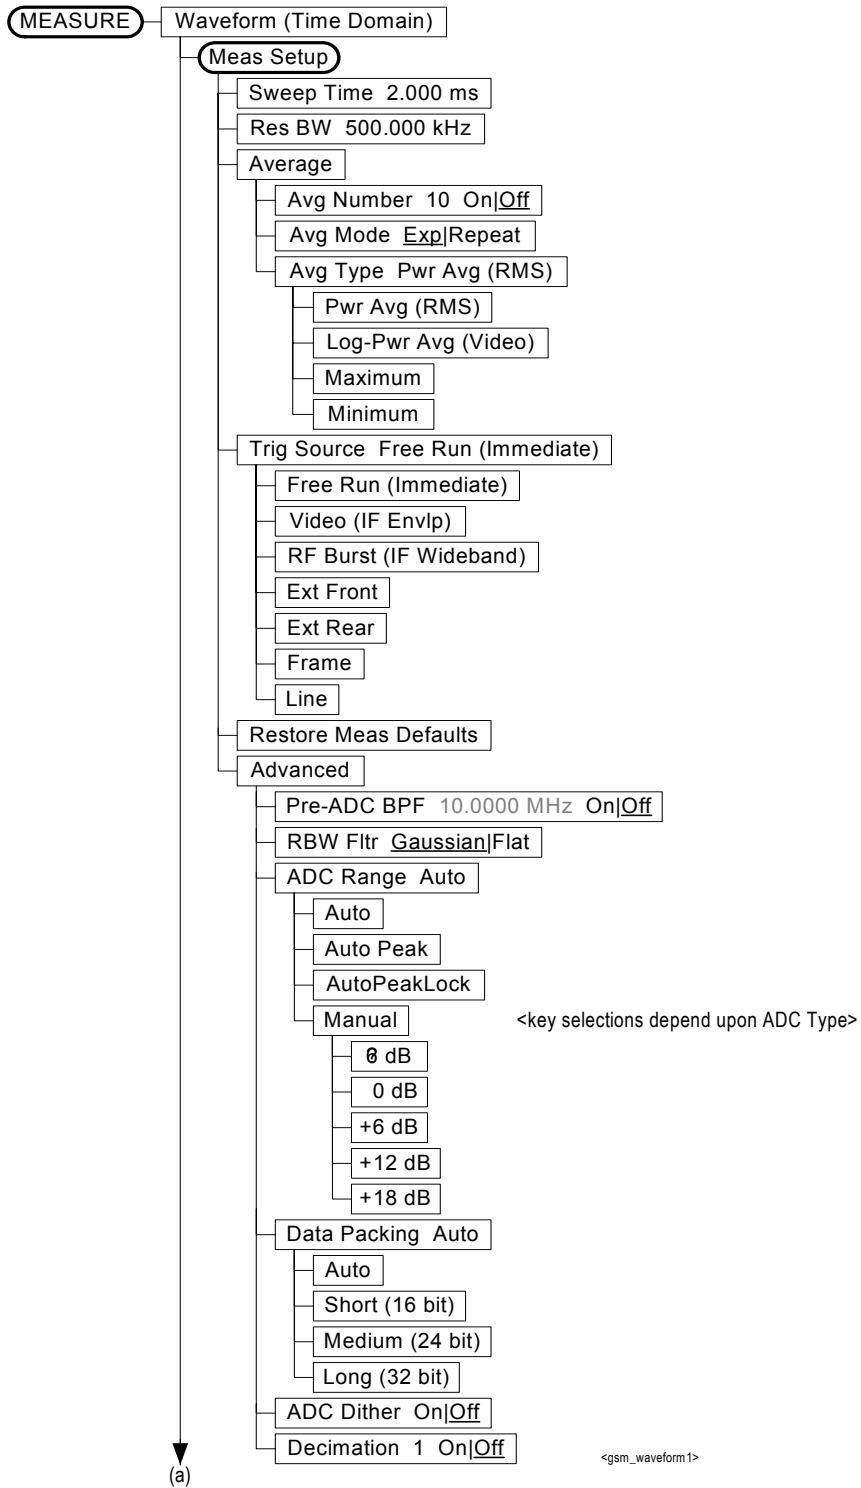 MEASURE Waveform (Time Domain)
Meas Setup
Sweep Time 2.000 ms
Res BW 500.000 kHz
Average
Avg Number 10 On|Off
Avg Mode Exp|Repeat
Avg Type Pwr Avg (RMS)
Pwr Avg (RMS)
Log-Pwr Avg (Video)
Maximum
Minimum
Trig Source Free Run (Immediate)
Free Run (Immediate)
Video (IF Envlp)
RF Burst (IF Wideband)
Ext Front
Ext Rear
Frame
Line
Restore Meas Defaults
Advanced
Pre-ADC BPF 10.0000 MHz On|Off
RBW Fltr Gaussian|Flat
ADC Range Auto
Auto
Auto Peak
AutoPeakLock
Manual <key selections depend upon ADC Type>
dB
0 dB
+6 dB
+12 dB
+18 dB
Data Packing Auto
Auto
Short (16 bit)
Medium (24 bit)
Long (32 bit)
ADC Dither On|Off
Decimation 1 On|Off <gsm_waveform1>
(a)